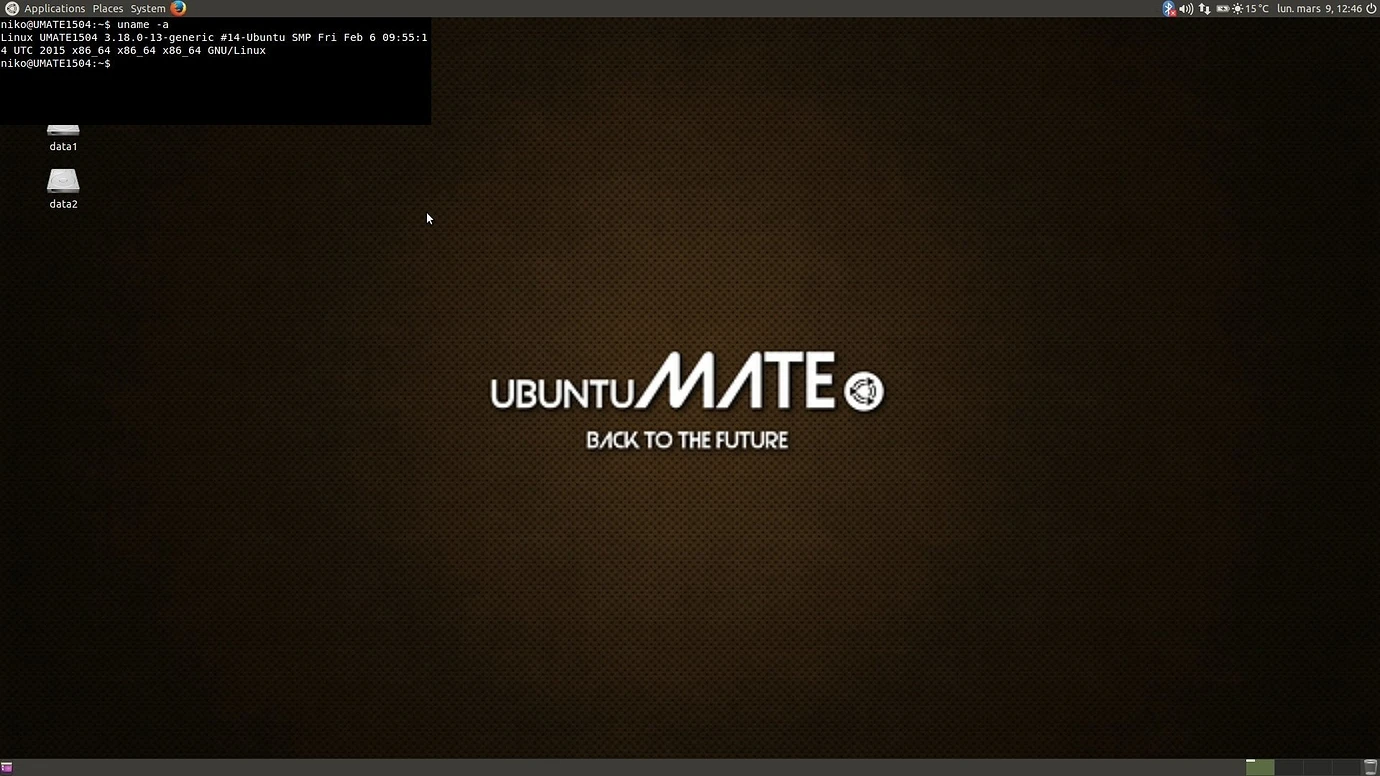 Applications Places System 15 °C lun. mars 9, 12:46
niko@UMATE1504:~$ uname -a
Linux UMATE1504 3.18.0-13-generic #14-Ubuntu SMP Fri Feb 6 09:55:1
4 UTC 2015 x86_64 x86_64 x86_64 GNU/Linux
niko@UMATE1504:~$
data1
data2
UBUNTU MATE
BACK TO THE FUTURE